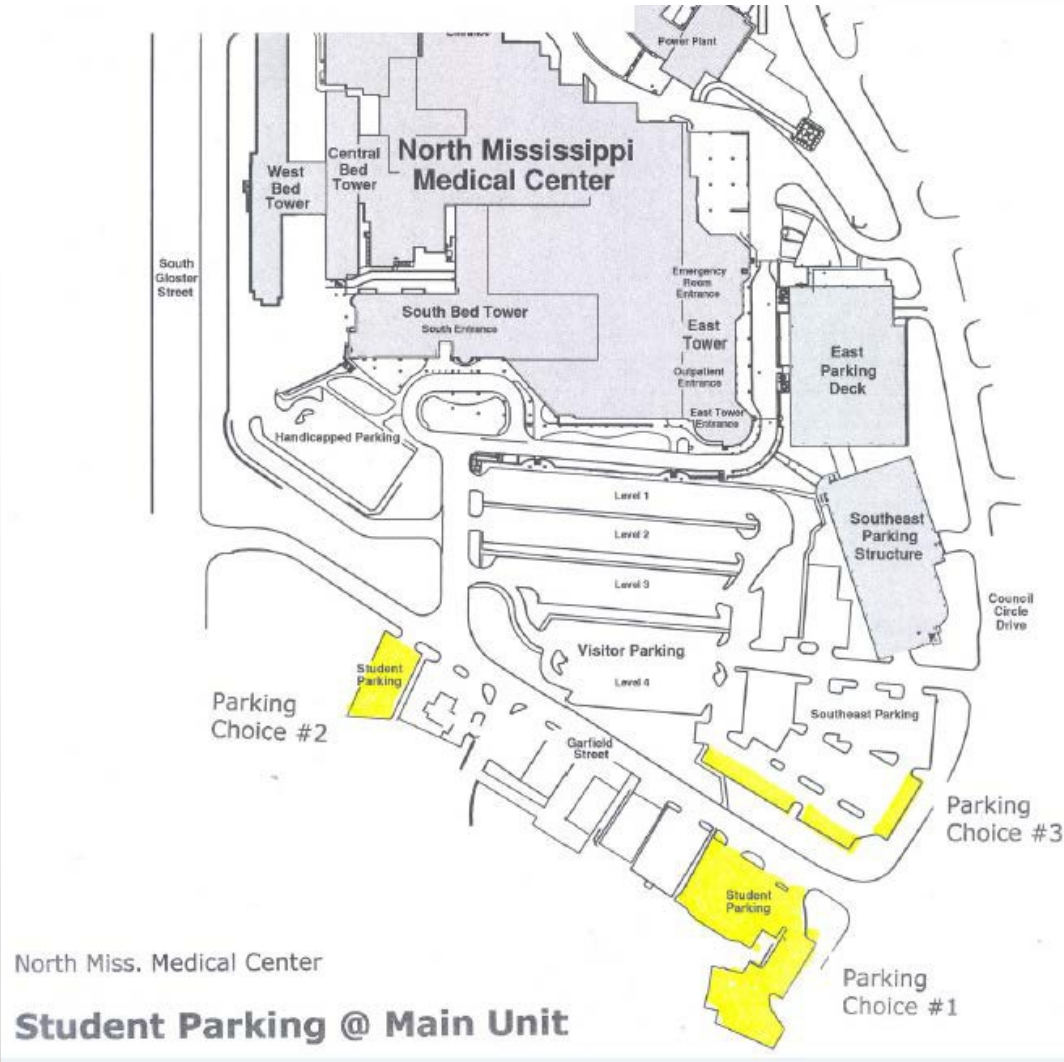 Entrance
Power Plant
North Mississippi
Medical Center
Central
Bed
Tower
West
Bed
Tower
South
Gloster
Street
Emergency
Room
Entrance
South Bed Tower
South Entrance
East
Tower
East
Parking
Deck
Outpatient
Entrance
East Tower
Entrance
Handicapped Parking
Level 1
Level 2
Southeast
Parking
Structure
Level 3
Council
Circle
Drive
Visitor Parking
Level 4
Student
Parking
Parking
Choice #2
Southeast Parking
Garfield
Street
Parking
Choice #3
Student
Parking
North Miss. Medical Center
Parking
Choice #1
Student Parking @ Main Unit